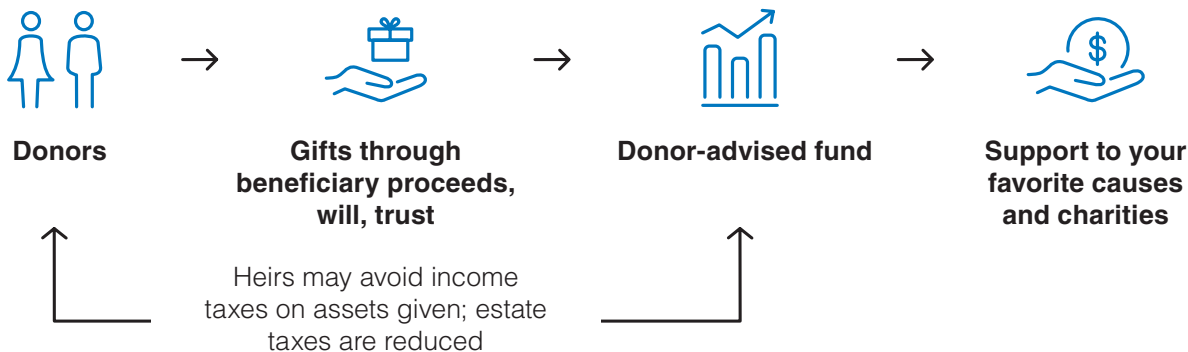 $
Donors
Gifts through
beneficiary proceeds,
will, trust
Donor-advised fund
Support to your
favorite causes
and charities
Heirs may avoid income
taxes on assets given; estate
taxes are reduced